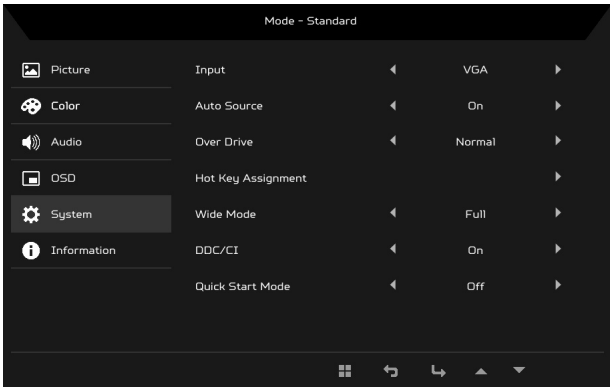 Mode - Standard
Picture
Input
VGA
Color
Auto Source
On
Audio
Over Drive
Normal
OSD
Hot Key Assignment
System
Wide Mode
Full
Information
DDC/CI
On
Quick Start Mode
Off